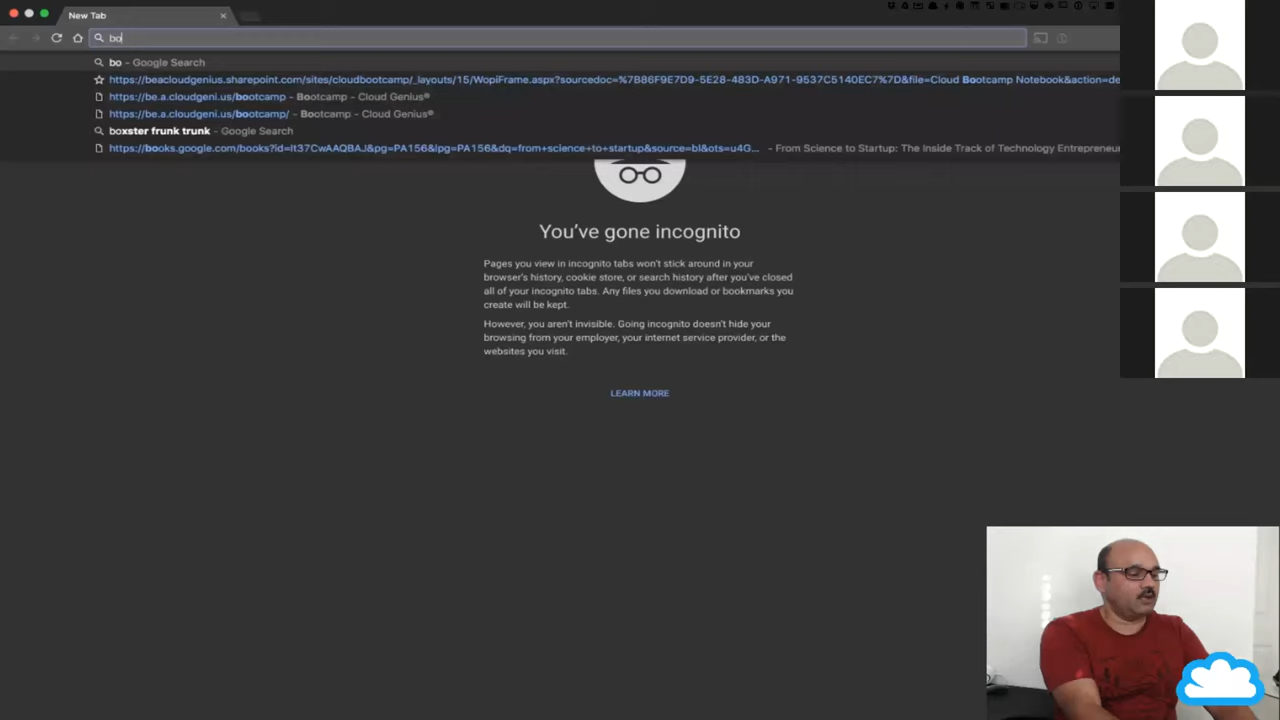 New Tab
bo
bo - Google Search
https://beacloudgenius.sharepoint.com/sites/cloudbootcamp/_layouts/15/WopiFrame.aspx?sourcedoc=%7B86F9E7D9-5E28-483D-A971-9537C5140EC7%7D&file=Cloud Bootcamp Notebook&action=de
https://be.a.cloudgeni.us/bootcamp - Bootcamp - Cloud Genius®
https://be.a.cloudgeni.us/bootcamp/ - Bootcamp - Cloud Genius®
boxster frunk trunk - Google Search
https://books.google.com/books?id=It37CwAAQBAJ&pg=PA156&lpg=PA156&dq=from+science+to+startup&source=bl&ots=u4G... - From Science to Startup: The Inside Track of Technology Entrepreneur
You've gone incognito
Pages you view in incognito tabs won't stick around in your
browser's history, cookie store, or search history after you've closed
all of your incognito tabs. Any files you download or bookmarks you
create will be kept.
However, you aren't invisible. Going incognito doesn't hide your
browsing from your employer, your internet service provider, or the
websites you visit.
LEARN MORE